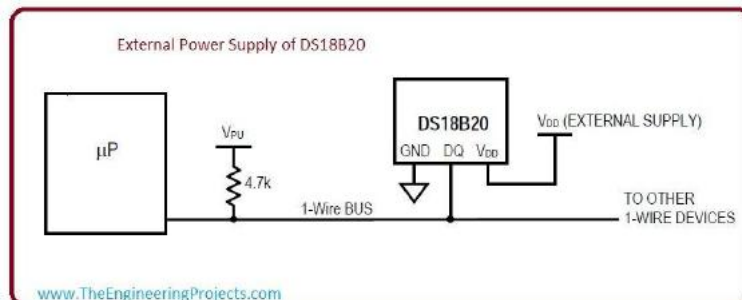 External Power Supply of DS18B20
DS18B20
GND DQ VDD
VDD (EXTERNAL SUPPLY)
μP
VPU
4.7k
1-Wire BUS
TO OTHER
1-WIRE DEVICES
www.TheEngineeringProjects.com